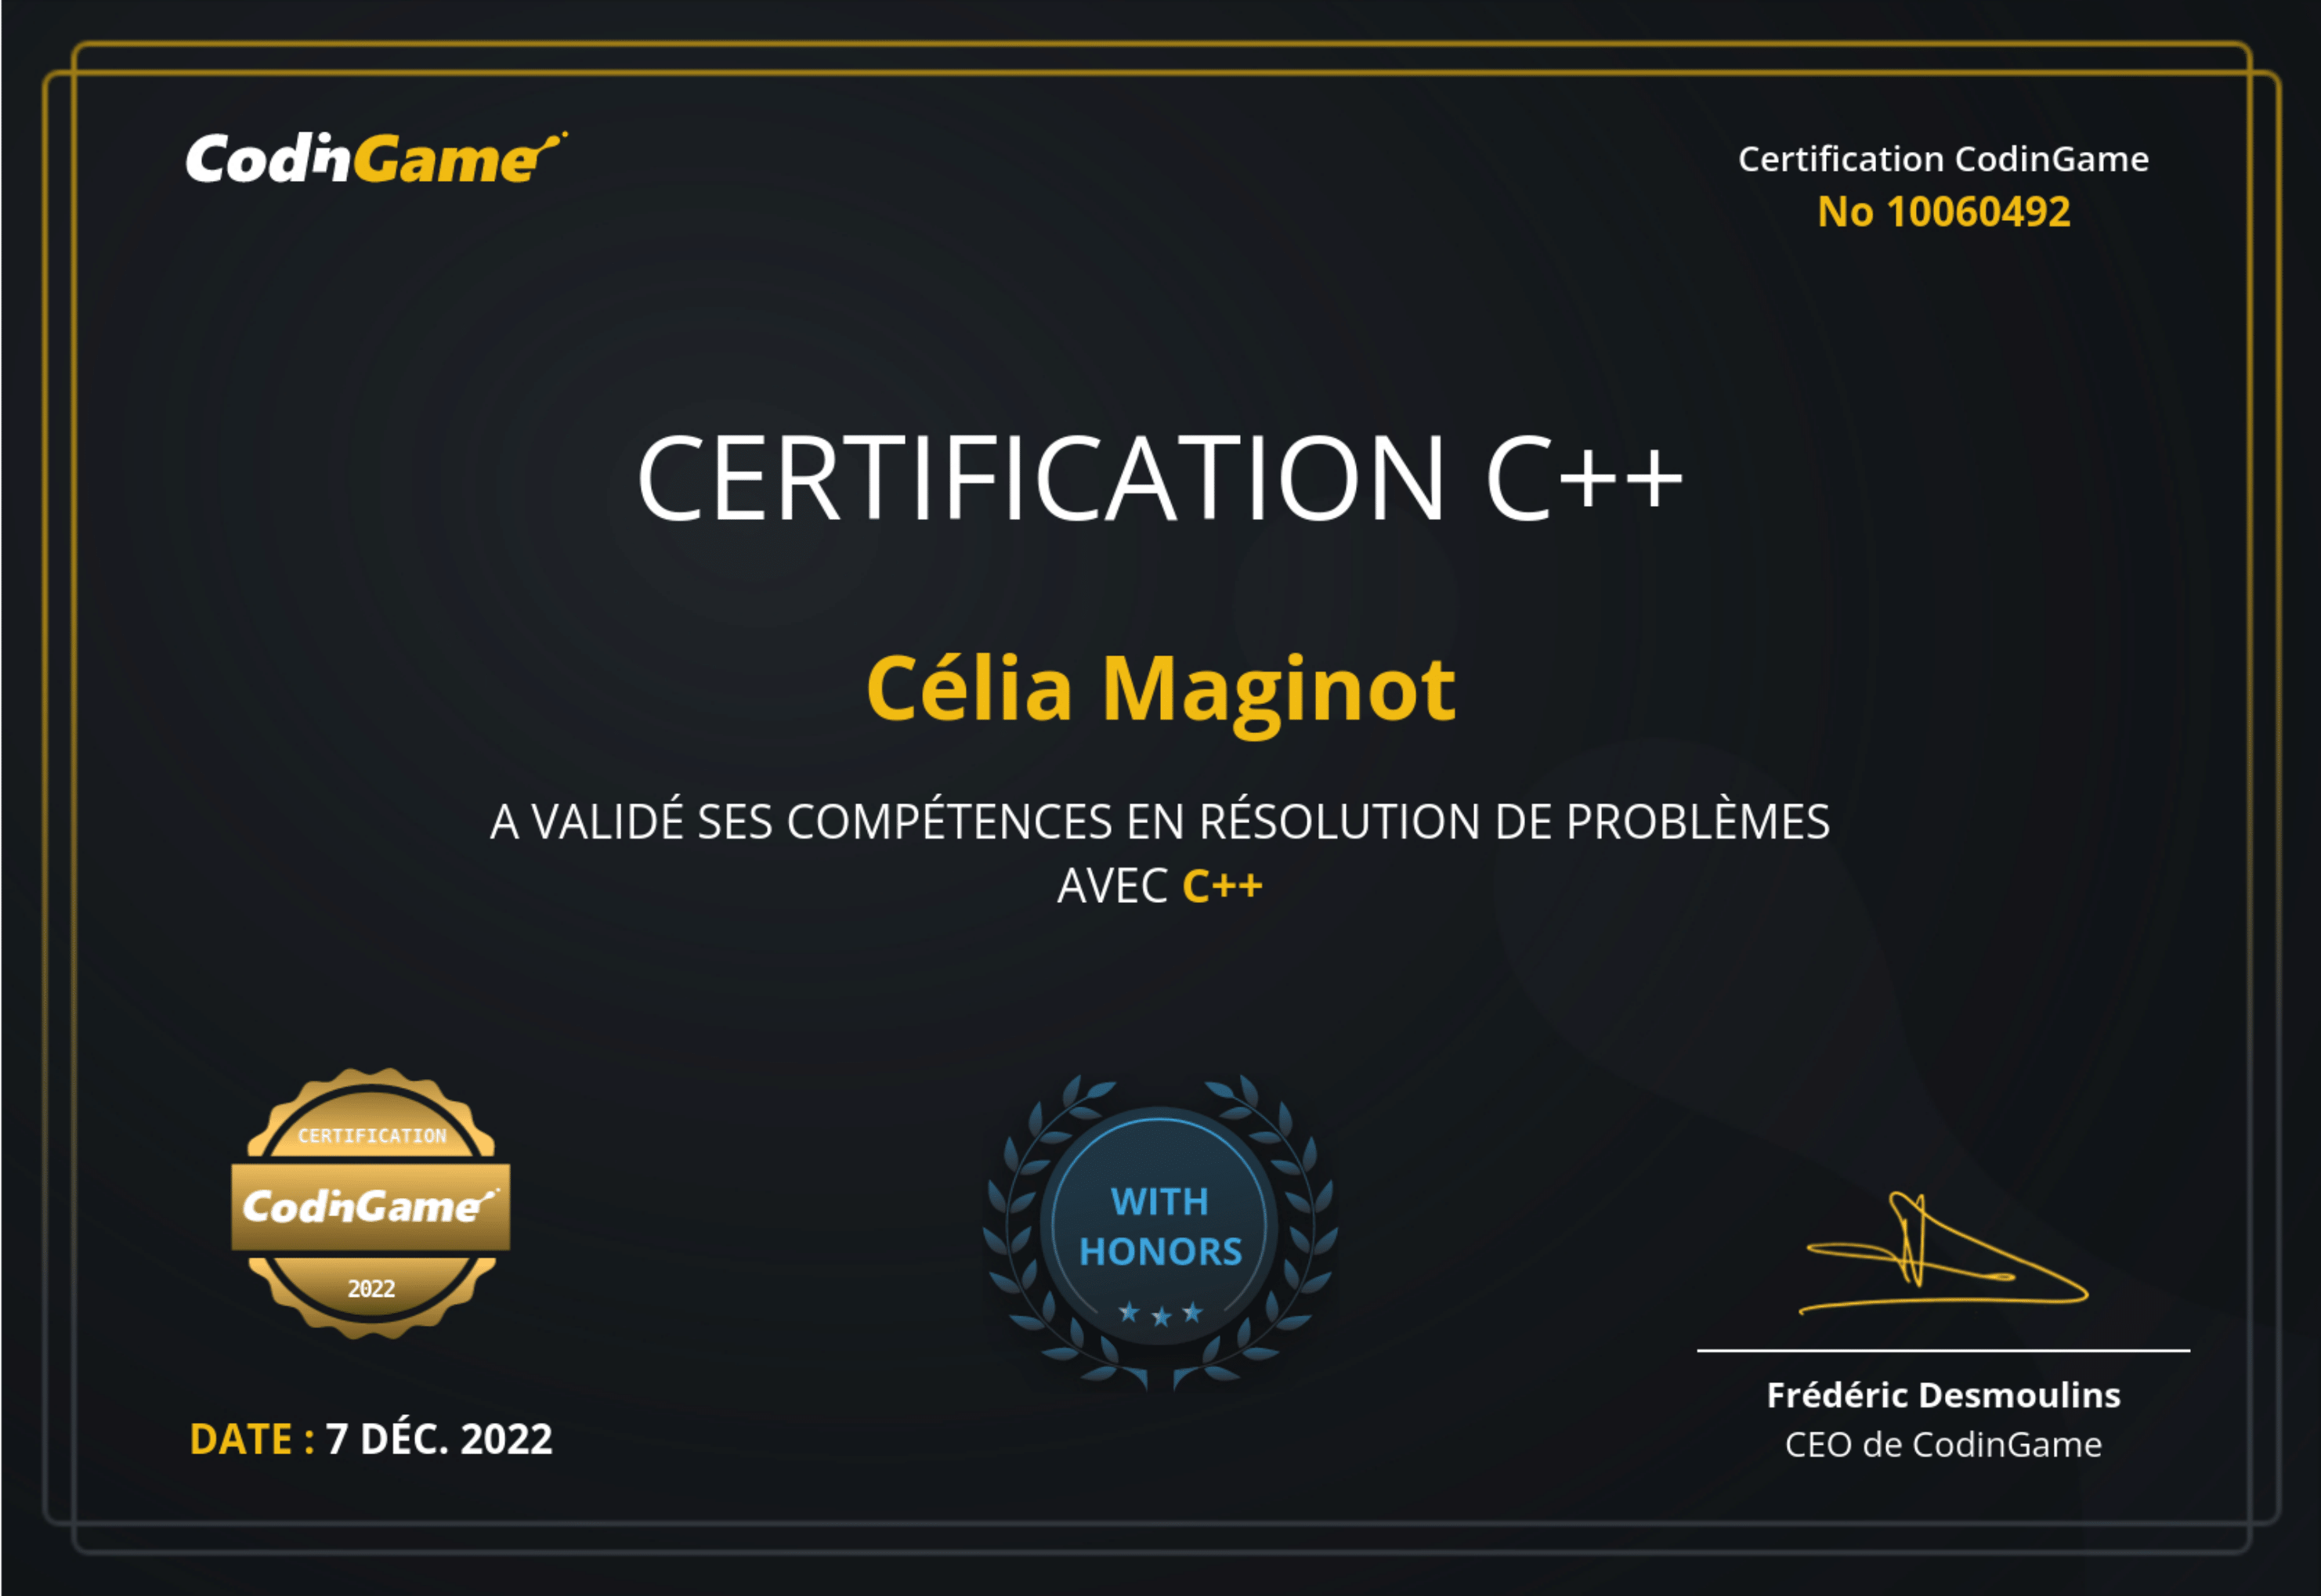 CodinGame
Certification CodinGame
No 10060492
CERTIFICATION C++
Célia Maginot
A VALIDÉ SES COMPÉTENCES EN RÉSOLUTION DE PROBLÈMES
AVEC C++
CERTIFICATION
CodinGame
2022
WITH
HONORS
DATE : 7 DÉC. 2022
Frédéric Desmoulins
CEO de CodinGame